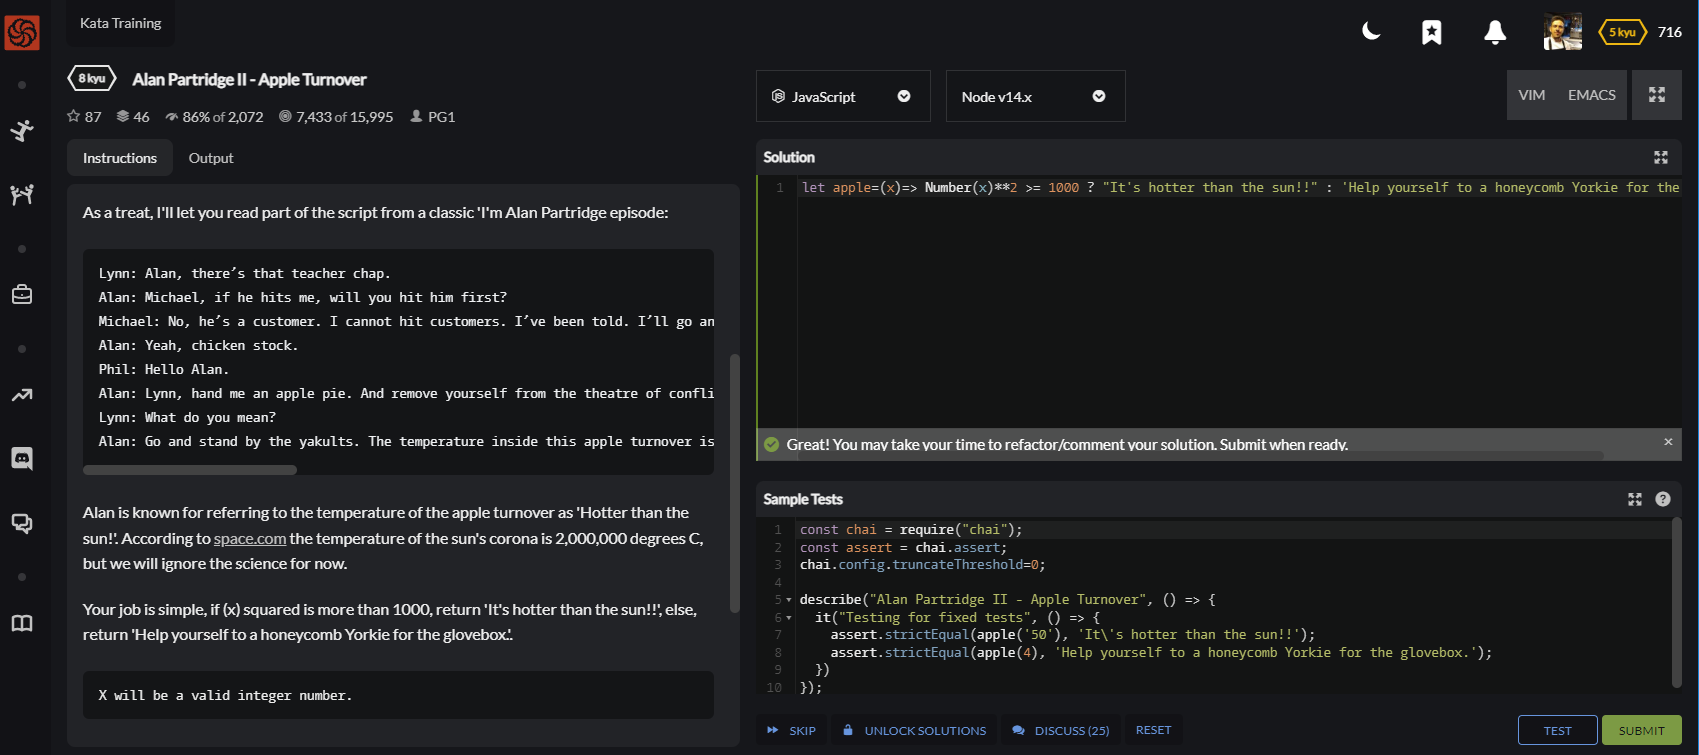 Kata Training
5 kyu
716
8 kyu
Alan Partridge II - Apple Turnover
87
46
86% of 2,072
7,433 of 15,995
PG1
Instructions
Output
As a treat, I'll let you read part of the script from a classic 'I'm Alan Partridge episode:
Lynn: Alan, there’s that teacher chap.
Alan: Michael, if he hits me, will you hit him first?
Michael: No, he’s a customer. I cannot hit customers. I’ve been told. I’ll go an
Alan: Yeah, chicken stock.
Phil: Hello Alan.
Alan: Lynn, hand me an apple pie. And remove yourself from the theatre of confli
Lynn: What do you mean?
Alan: Go and stand by the yakults. The temperature inside this apple turnover is
Alan is known for referring to the temperature of the apple turnover as 'Hotter than the
sun!'. According to space.com the temperature of the sun's corona is 2,000,000 degrees C,
but we will ignore the science for now.
Your job is simple, if (x) squared is more than 1000, return 'It's hotter than the sun!!', else,
return 'Help yourself to a honeycomb Yorkie for the glovebox.'.
X will be a valid integer number.
JavaScript
Node v14.x
VIM
EMACS
Solution
1 let apple=(x)=> Number(x)**2 >= 1000 ? "It's hotter than the sun!!" : 'Help yourself to a honeycomb Yorkie for the
Great! You may take your time to refactor/comment your solution. Submit when ready.
Sample Tests
1 const chai = require("chai");
2 const assert = chai.assert;
3 chai.config.truncateThreshold=0;
4
5 describe("Alan Partridge II - Apple Turnover", () => {
6 it("Testing for fixed tests", () => {
7 assert.strictEqual(apple('50'), 'It\'s hotter than the sun!!');
8 assert.strictEqual(apple(4), 'Help yourself to a honeycomb Yorkie for the glovebox.');
9 })
10 });
SKIP
UNLOCK SOLUTIONS
DISCUSS (25)
RESET
TEST
SUBMIT